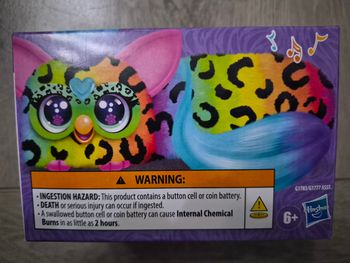 WARNING:
• INGESTION HAZARD: This product contains a button cell or coin battery.
• DEATH or serious injury can occur if ingested.
• A swallowed button cell or coin battery can cause Internal Chemical
Burns in as little as 2 hours.
6+
Hasbro